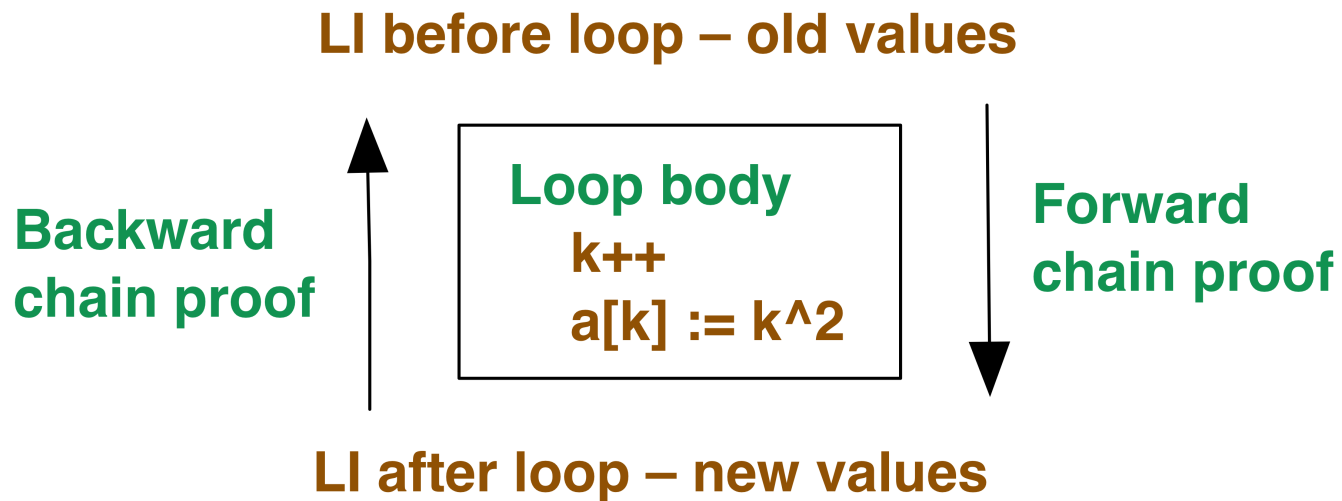 LI before loop – old values
Backward
chain proof
Loop body
k++
a[k] := k^2
Forward
chain proof
LI after loop – new values